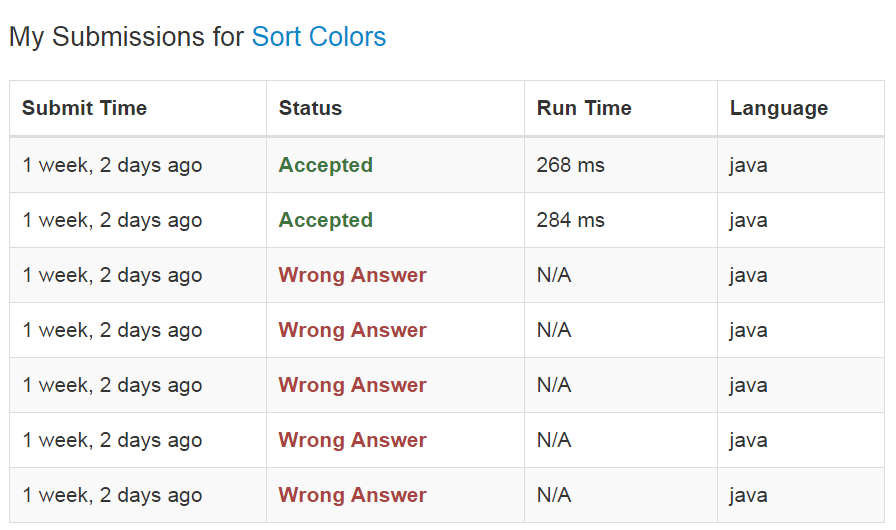 My Submissions for Sort Colors
Submit Time Status Run Time Language
1 week, 2 days ago Accepted 268 ms java
1 week, 2 days ago Accepted 284 ms java
1 week, 2 days ago Wrong Answer N/A java
1 week, 2 days ago Wrong Answer N/A java
1 week, 2 days ago Wrong Answer N/A java
1 week, 2 days ago Wrong Answer N/A java
1 week, 2 days ago Wrong Answer N/A java